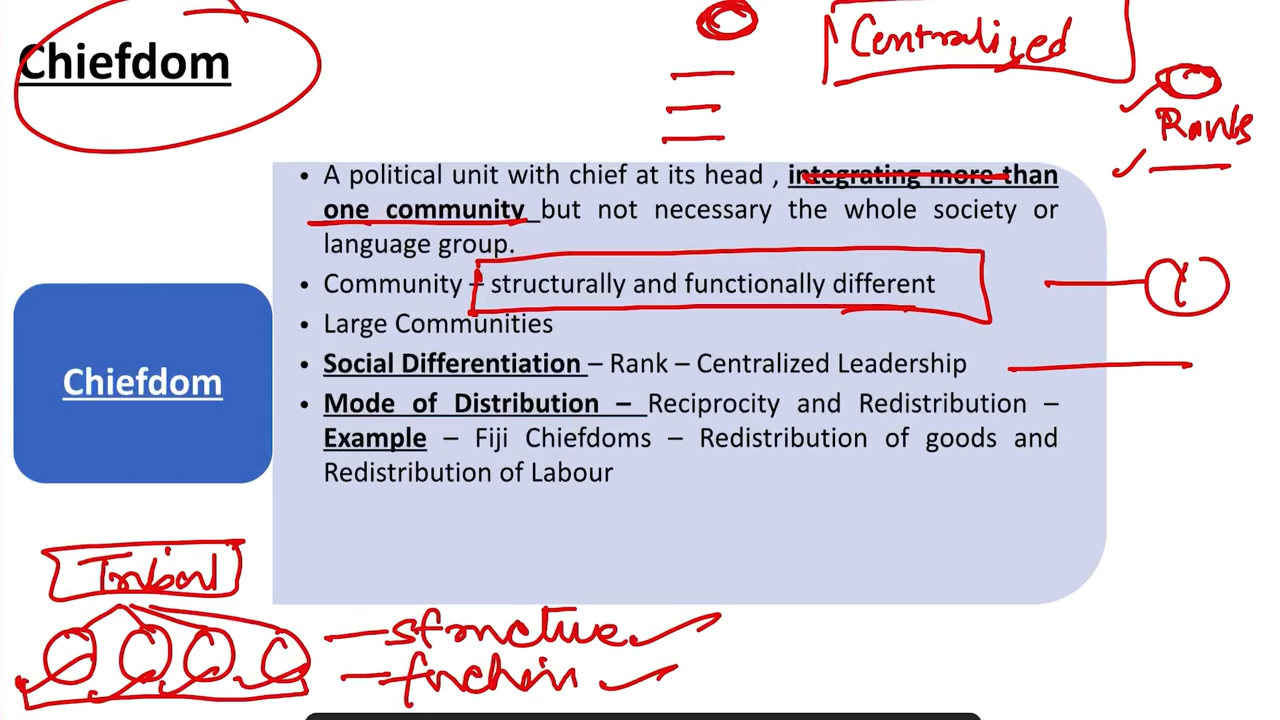 Chiefdom
Centralized
Ranks
• A political unit with chief at its head , integrating more than
one community but not necessary the whole society or
language group.
• Community – structurally and functionally different
• Large Communities
• Social Differentiation – Rank – Centralized Leadership
• Mode of Distribution – Reciprocity and Redistribution –
Example – Fiji Chiefdoms – Redistribution of goods and
Redistribution of Labour
Chiefdom
Tribal
structure
function